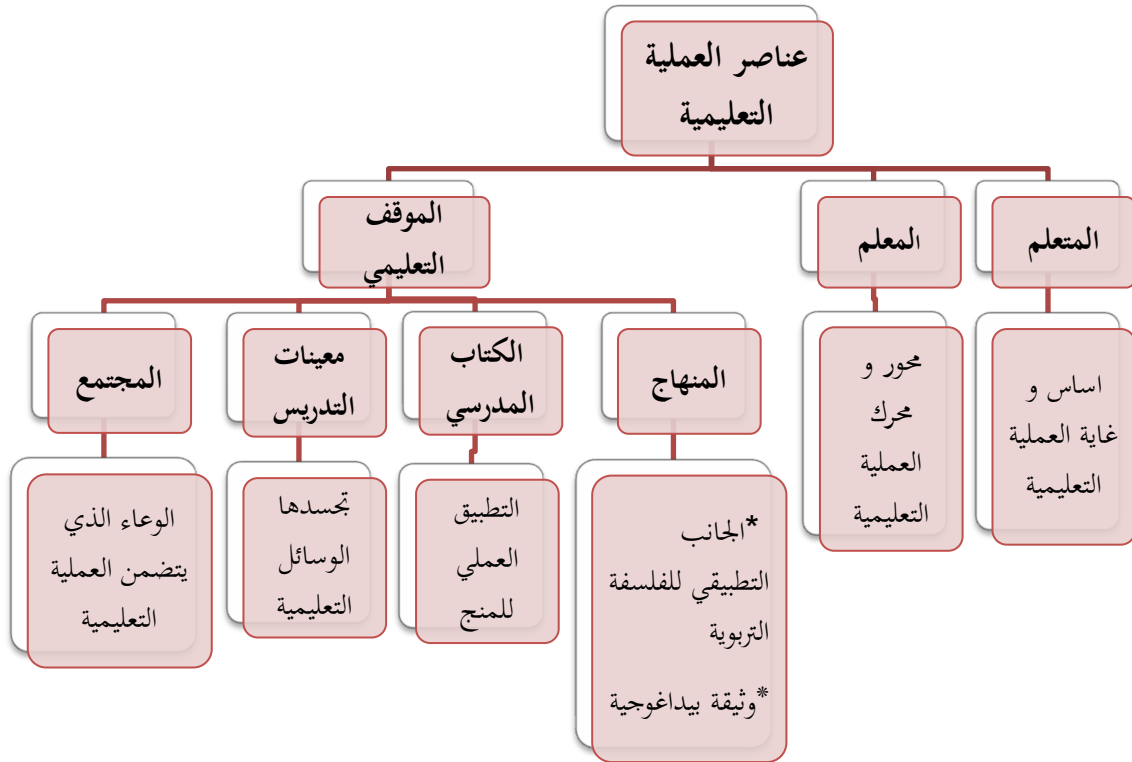 عناصر العملية
التعليمية
المتعلم
المعلم
الموقف
التعليمي
اساس و
غاية العملية
التعليمية
محور و
محرك
العملية
التعليمية
المنهاج
الكتاب
المدرسي
معينات
التدريس
المجتمع
*الجانب
التطبيقي للفلسفة
التربوية
*وثيقة بيداغوجية
التطبيق
العملي
للمنج
تجسدها
الوسائل
التعليمية
الوعاء الذي
يتضمن العملية
التعليمية